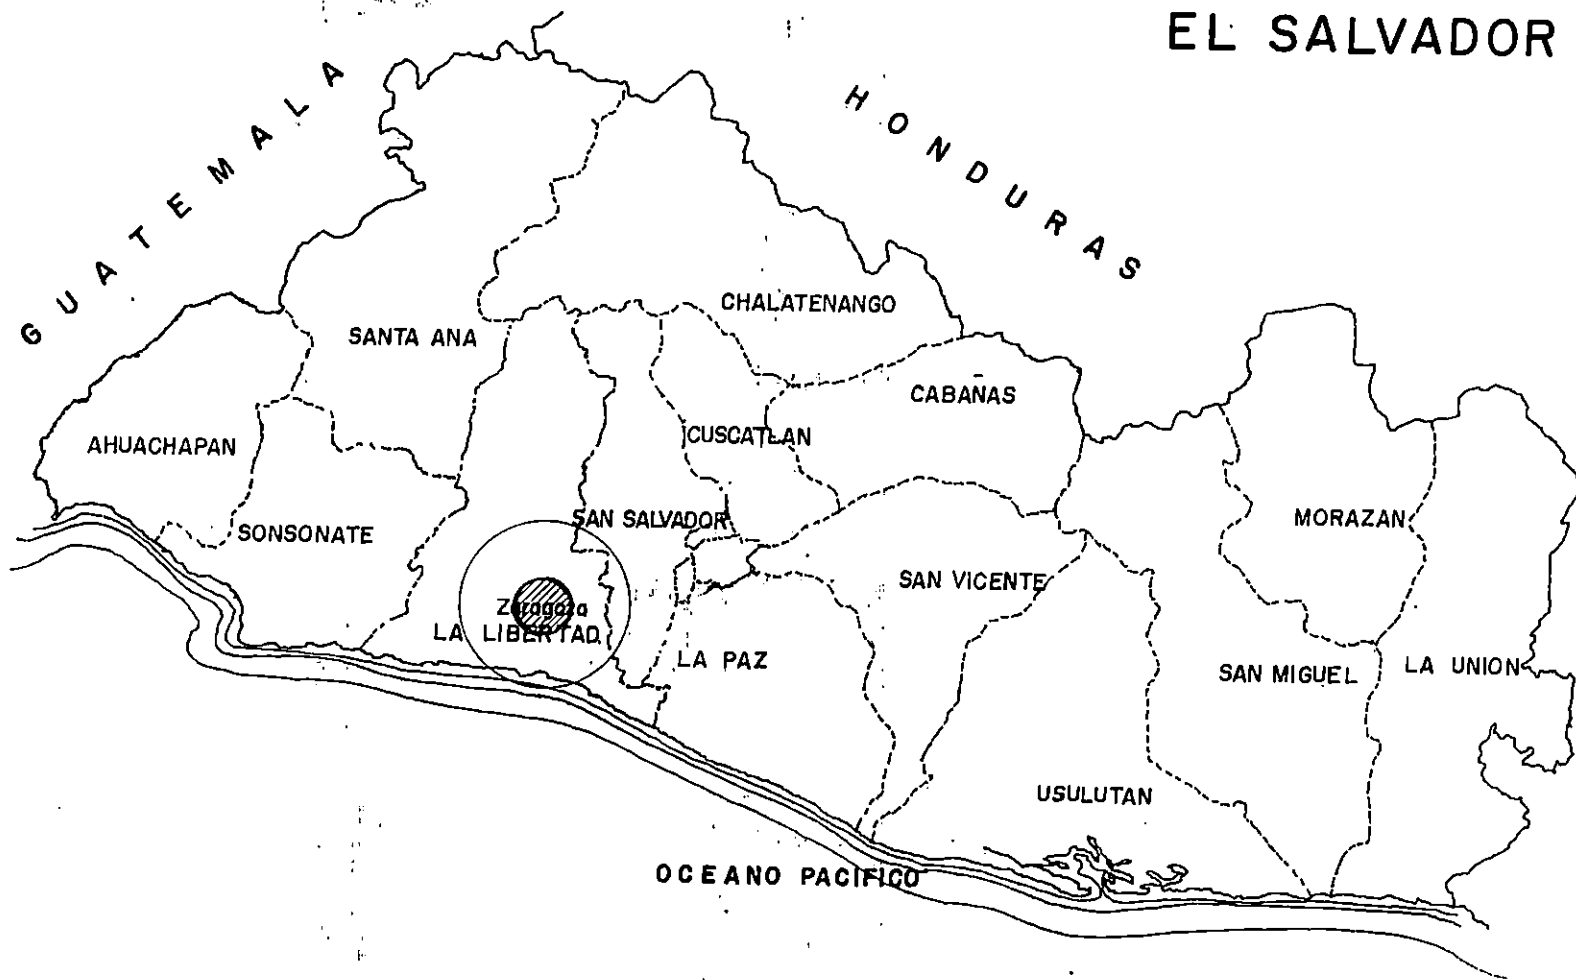 EL SALVADOR
GUATEMALA
HONDURAS
CHALATENANGO
SANTA ANA
CABAÑAS
AHUACHAPAN
CUSCATLAN
SONSONATE
SAN SALVADOR
MORAZAN
SAN VICENTE
Zaragoza
LA LIBERTAD
LA PAZ
SAN MIGUEL
LA UNION
USULUTAN
OCEANO PACIFICO